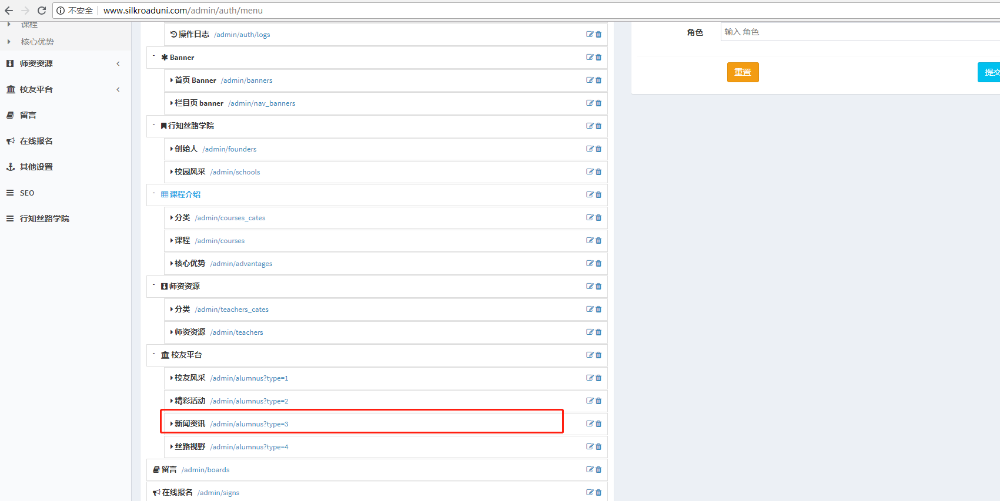 不安全 www.silkroaduni.com/admin/auth/menu
课程
核心优势
师资资源
校友平台
留言
在线报名
其他设置
SEO
行知丝路学院
操作日志 /admin/auth/logs
Banner
首页 Banner /admin/banners
栏目页 banner /admin/nav_banners
行知丝路学院
创始人 /admin/founders
校园风采 /admin/schools
课程介绍
分类 /admin/courses_cates
课程 /admin/courses
核心优势 /admin/advantages
师资资源
分类 /admin/teachers_cates
师资资源 /admin/teachers
校友平台
校友风采 /admin/alumnus?type=1
精彩活动 /admin/alumnus?type=2
新闻资讯 /admin/alumnus?type=3
丝路视野 /admin/alumnus?type=4
留言 /admin/boards
在线报名 /admin/signs
角色 输入 角色
重置 提交